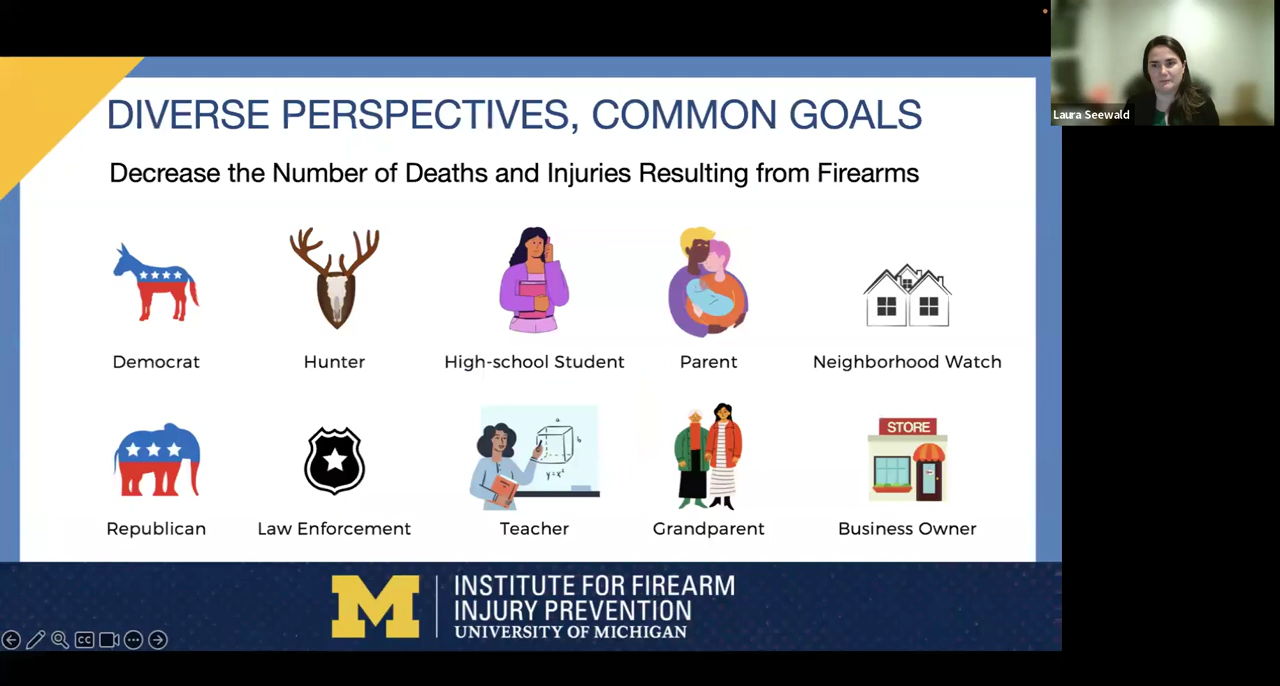 DIVERSE PERSPECTIVES, COMMON GOALS
Laura Seewald
Decrease the Number of Deaths and Injuries Resulting from Firearms
Democrat
Hunter
High-school Student
Parent
Neighborhood Watch
STORE
Republican
Law Enforcement
Teacher
Grandparent
Business Owner
M
INSTITUTE FOR FIREARM
INJURY PREVENTION
UNIVERSITY OF MICHIGAN
CC